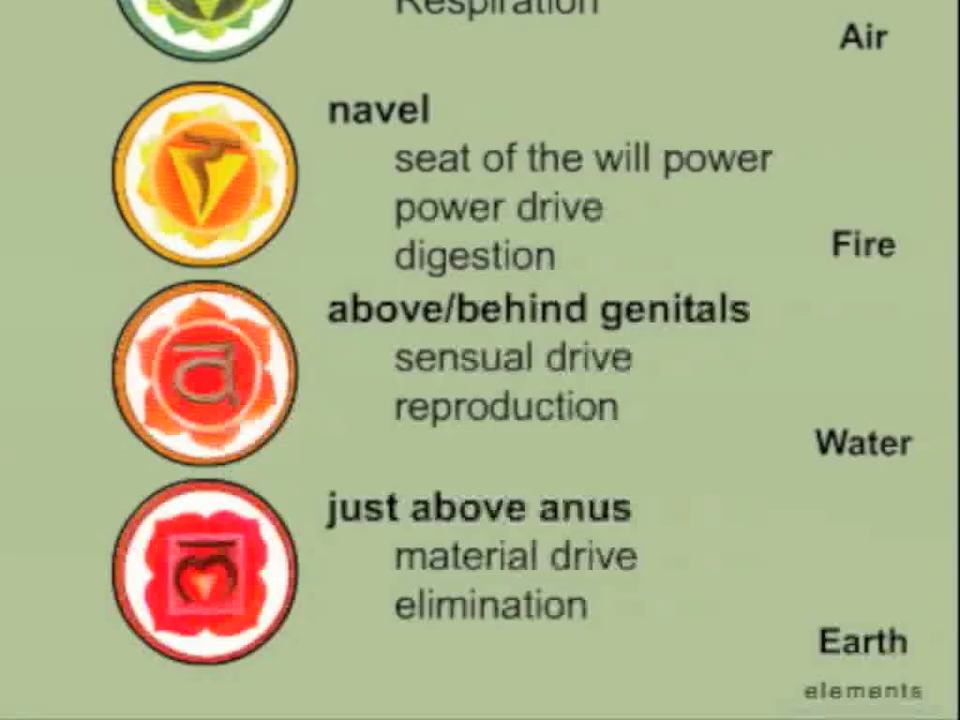 Respiration
Air
navel
seat of the will power
power drive
digestion
Fire
above/behind genitals
sensual drive
reproduction
Water
just above anus
material drive
elimination
Earth
elements
र
वं
लं